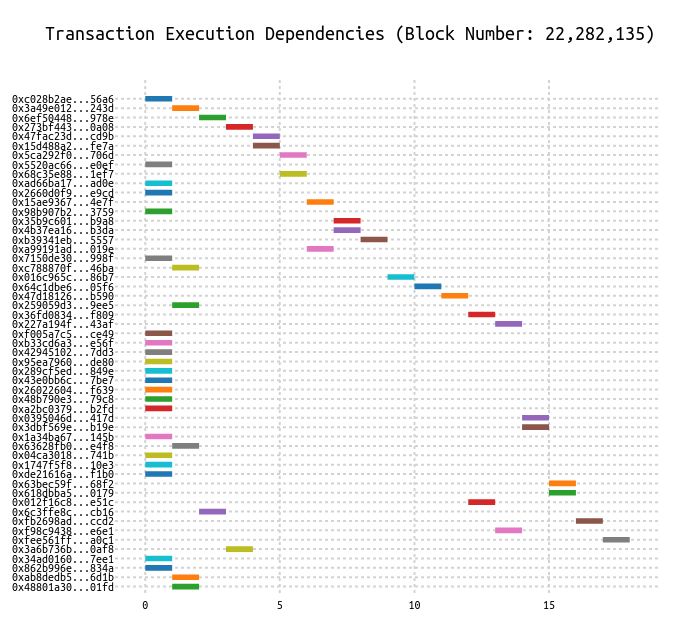 Transaction Execution Dependencies (Block Number: 22,282,135)
0xc028b2ae...56a6
0x3a49e012...243d
0x6ef50448...978e
0x273bf443...0a08
0x47fac23d...cd9b
0x15d488a2...fe7a
0x5ca292f0...706d
0x5520ac66...e0ef
0x68c35e88...1ef7
0xad66ba17...ad0e
0x2660d0f9...e9cd
0x15ae9367...4e7f
0x98b907b2...3759
0x35b9c601...b9a8
0x4b37ea16...b3da
0xb39341eb...5557
0xa99191ad...019e
0x7150de30...998f
0xc788870f...46ba
0x016c965c...86b7
0x64c1dbe6...05f6
0x47d18126...b590
0x259059d3...9ee5
0x36fd0834...f809
0x227a194f...43af
0xf005a7c5...ce49
0xb33cd6a3...e56f
0x42945102...7dd3
0x95ea7960...de80
0x289cf5ed...849e
0x43e0bb6c...7be7
0x26022604...f639
0x48b790e3...79c8
0xa2bc0379...b2fd
0x0395046d...417d
0x3dbf569e...b19e
0x1a34ba67...145b
0x63628fb0...e4f8
0x04ca3018...741b
0x1747f5f8...10e3
0xde21616a...f1b0
0x63bec59f...68f2
0x618dbba5...0179
0x012f16c8...e51c
0x6c3ffe8c...cb16
0xfb2698ad...ccd2
0xf98c9438...e6e1
0xfee561ff...a0c1
0x3a6b736b...0af8
0x34ad0160...7ee1
0x862b996e...834a
0xab8dedb5...6d1b
0x48801a30...01fd
0 5 10 15